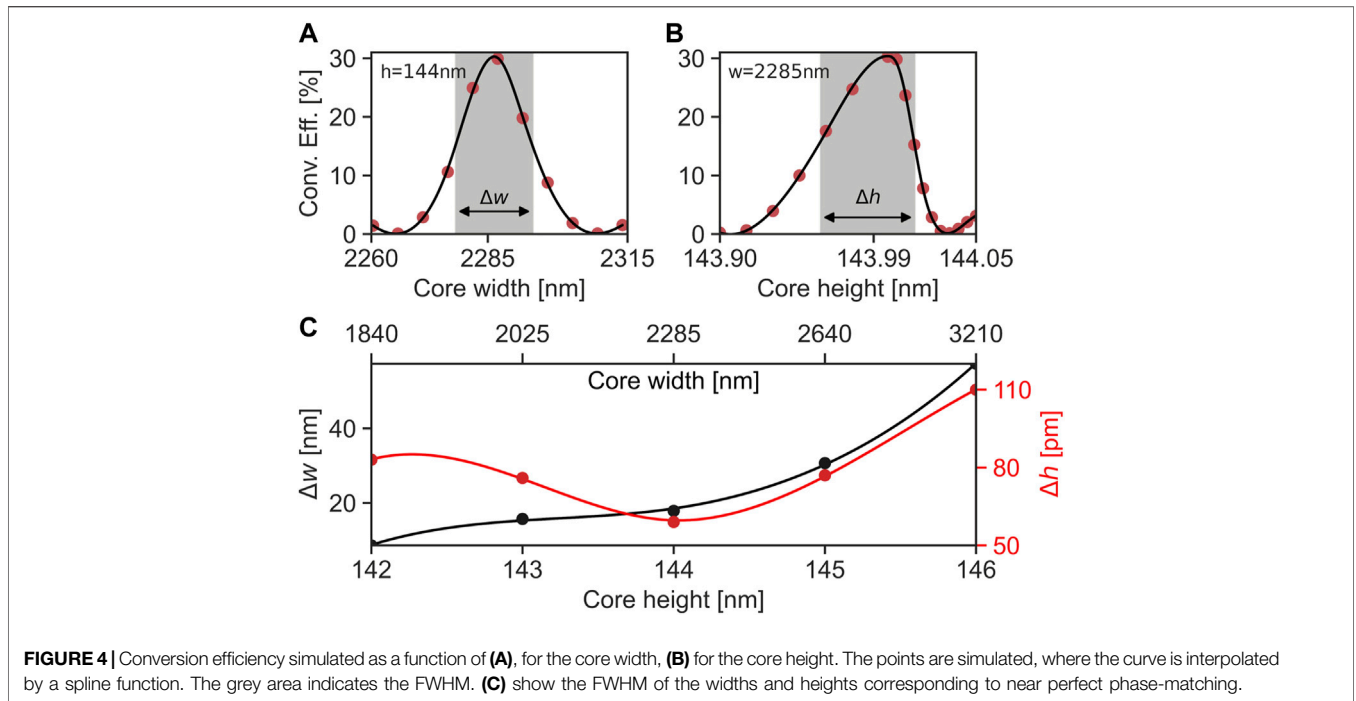 A
B
h=144nm
w=2285nm
Conv. Eff. [%]
30
20
10
0
Δw
2260
2285
2315
Core width [nm]
30
20
10
0
Δh
143.90
143.99
144.05
Core height [nm]
C
1840
2025
2285
2640
3210
Core width [nm]
Δw [nm]
40
20
110
80
50
Δh [pm]
142
143
144
145
146
Core height [nm]
FIGURE 4 | Conversion efficiency simulated as a function of (A), for the core width, (B) for the core height. The points are simulated, where the curve is interpolated
by a spline function. The grey area indicates the FWHM. (C) show the FWHM of the widths and heights corresponding to near perfect phase-matching.